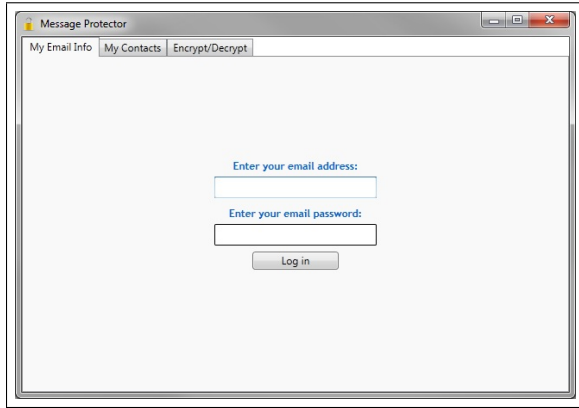 Message Protector
My Email Info My Contacts Encrypt/Decrypt
Enter your email address:
Enter your email password:
Log in